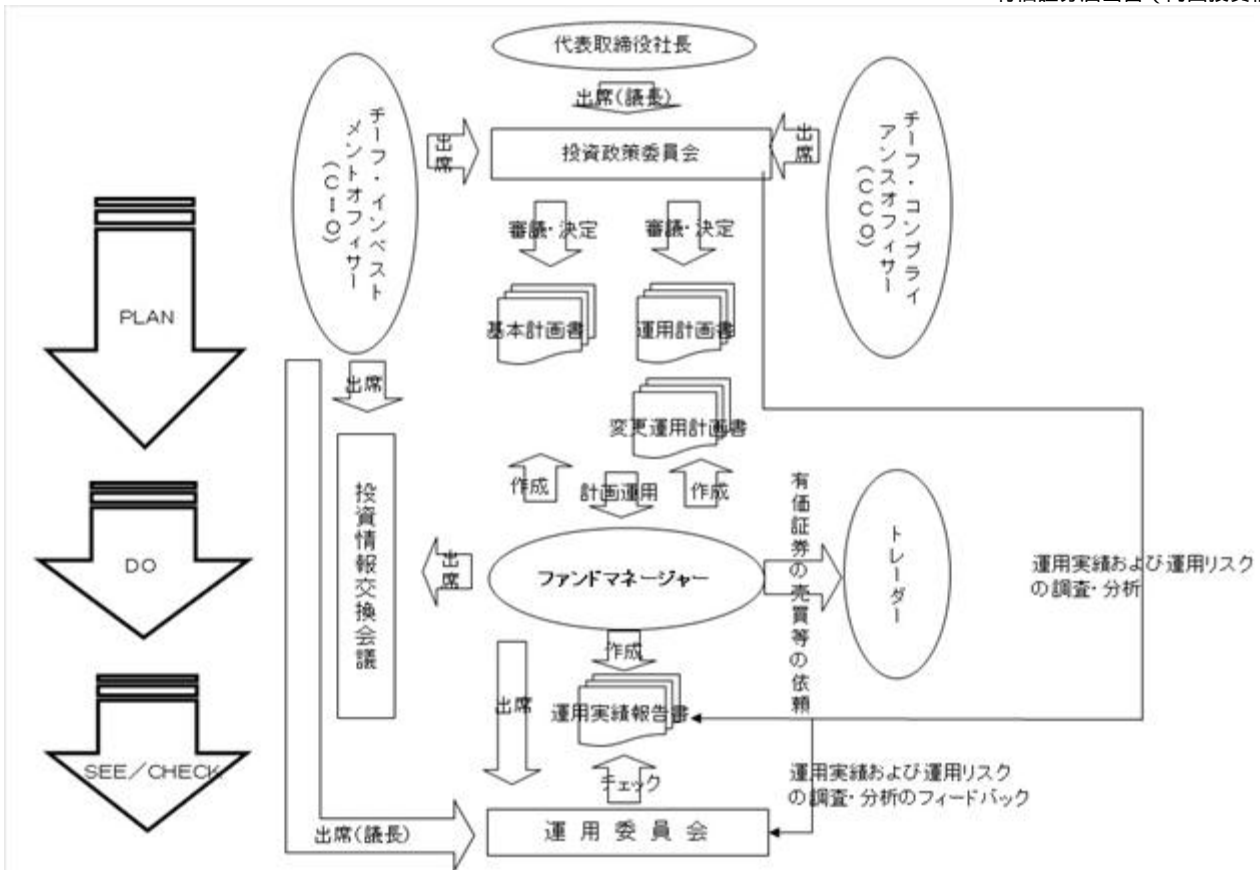 代表取締役社長
出席(議長)
チーフ・インベスト
メントオフィサー
(CIO)
出席
投資政策委員会
出席
チーフ・コンプライ
アンスオフィサー
(CCO)
審議・決定
審議・決定
PLAN
基本計画書
運用計画書
出席
変更運用計画書
作成
計画運用
作成
投資情報交換会議
有価証券の売買等の依頼
DO
出席
ファンドマネージャー
トレーダー
運用実績および運用リスク
の調査・分析
作成
出席
運用実績報告書
SEE/CHECK
チェック
運用実績および運用リスク
の調査・分析のフィードバック
出席(議長)
運用委員会